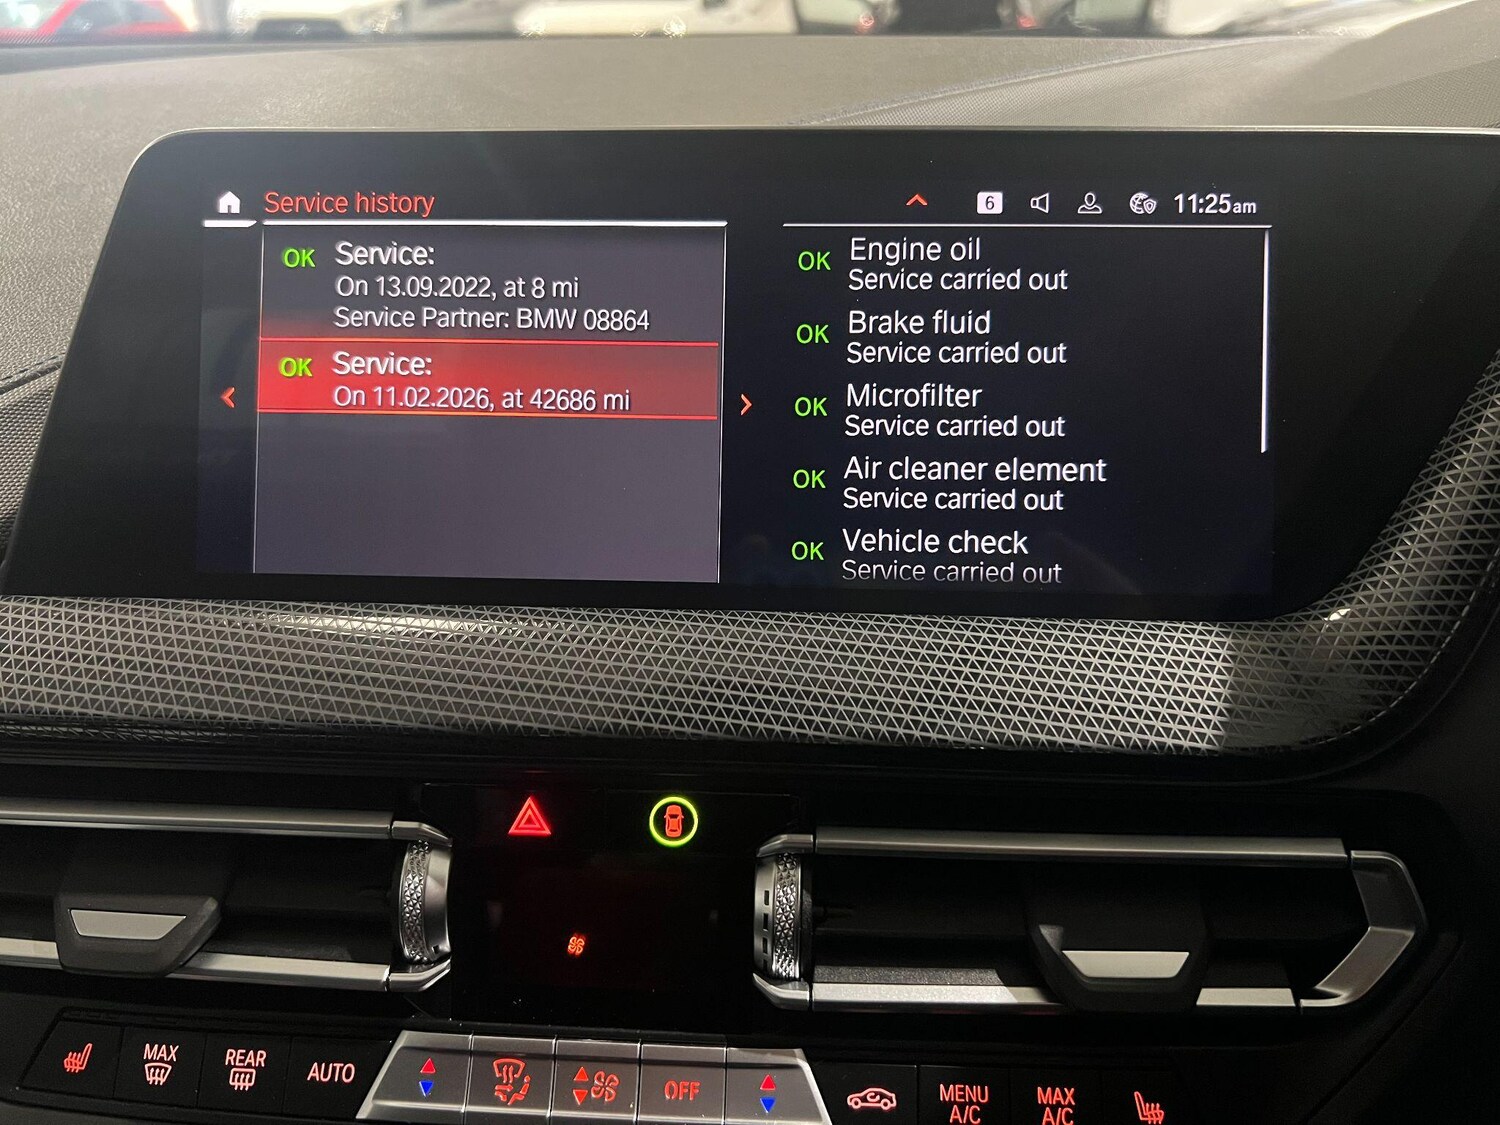 Service history
6
11:25am
OK Service:
On 13.09.2022, at 8 mi
Service Partner: BMW 08864
OK Service:
On 11.02.2026, at 42686 mi
OK Engine oil
Service carried out
OK Brake fluid
Service carried out
OK Microfilter
Service carried out
OK Air cleaner element
Service carried out
OK Vehicle check
Service carried out
MAX
REAR
AUTO
OFF
MENU
A/C
MAX
A/C